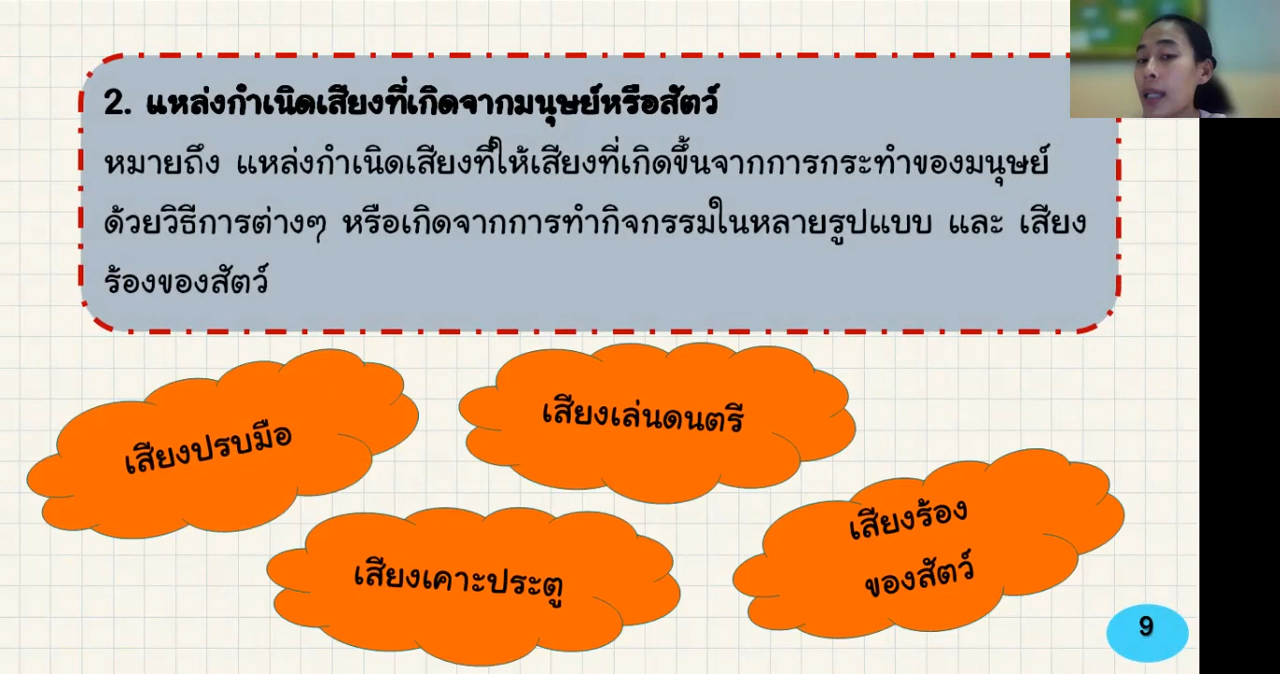 2. แหล่งกำเนิดเสียงที่เกิดจากมนุษย์หรือสัตว์
หมายถึง แหล่งกำเนิดเสียงที่ให้เสียงที่เกิดขึ้นจากการกระทำของมนุษย์
ด้วยวิธีการต่างๆ หรือเกิดจากการทำกิจกรรมในหลายรูปแบบ และ เสียง
ร้องของสัตว์
เสียงปรบมือ
เสียงเล่นดนตรี
เสียงเคาะประตู
เสียงร้อง
ของสัตว์
9